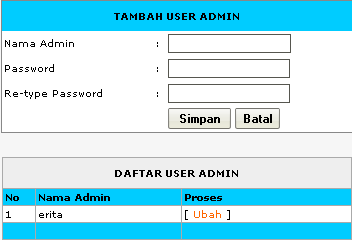 TAMBAH USER ADMIN
Nama Admin :
Password :
Re-type Password :
Simpan Batal
DAFTAR USER ADMIN
No Nama Admin Proses
1 erita [ Ubah ]